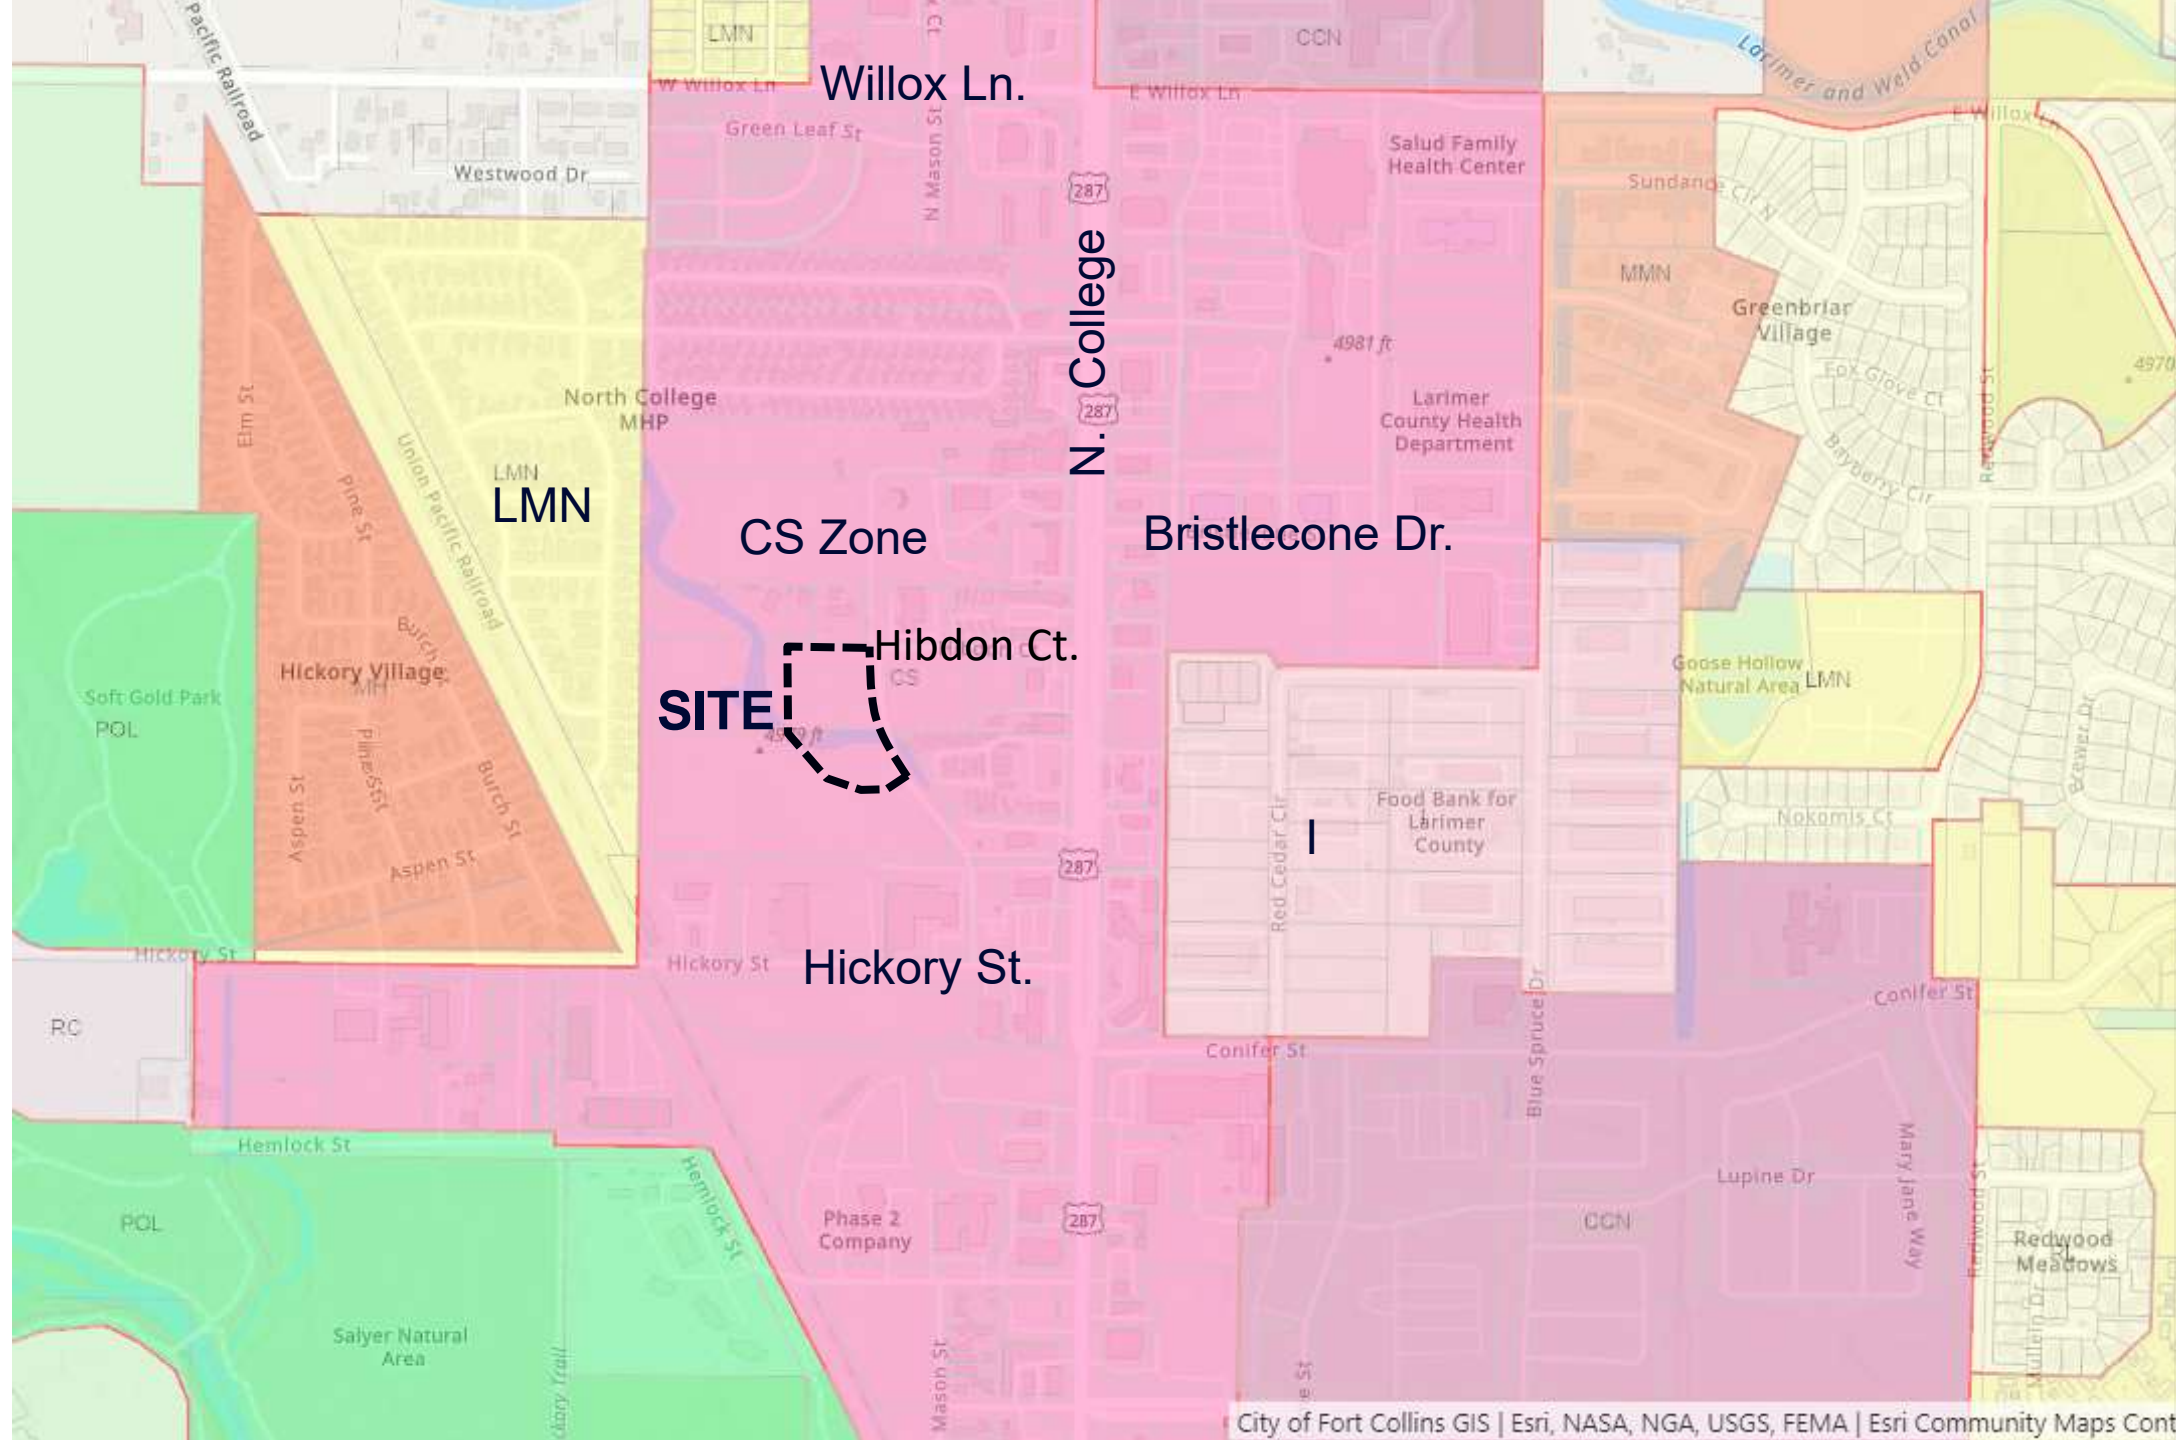 Pacific Railroad
LMN
W Willox Ln
Willox Ln.
E Willox Ln
CCN
Larimer and Weld Canal
E Willox Ln
Green Leaf St
N Mason St
Westwood Dr
287
Salud Family
Health Center
Sundance Cir N
MMN
Greenbriar
Village
N. College
4981 ft
4970
Fox Glove Ct
Redwood St
Bayberry Cir
Elm St
Pine St
Union Pacific Railroad
North College
MHP
287
Larimer
County Health
Department
LMN
LMN
CS Zone
Bristlecone Dr.
Hibdon Ct.
CS
SITE
Hickory Village
MH
Soft Gold Park
POL
Burch St
Aspen St
Aspen St
Goose Hollow
Natural Area
LMN
Brewer Dr
Nokomis Ct
Food Bank for
Larimer
County
I
I
Red Cedar Cir
287
Hickory St
Hickory St
Hickory St.
RC
Conifer St
Conifer St
Blue Spruce Dr
Hemlock St
Hemlock St
POL
Phase 2
Company
287
Lupine Dr
Mary Jane Way
Redwood St
CCN
Redwood
Meadows
RL
Mullein Dr
Salyer Natural
Area
Mason St
City of Fort Collins GIS | Esri, NASA, NGA, USGS, FEMA | Esri Community Maps Cont